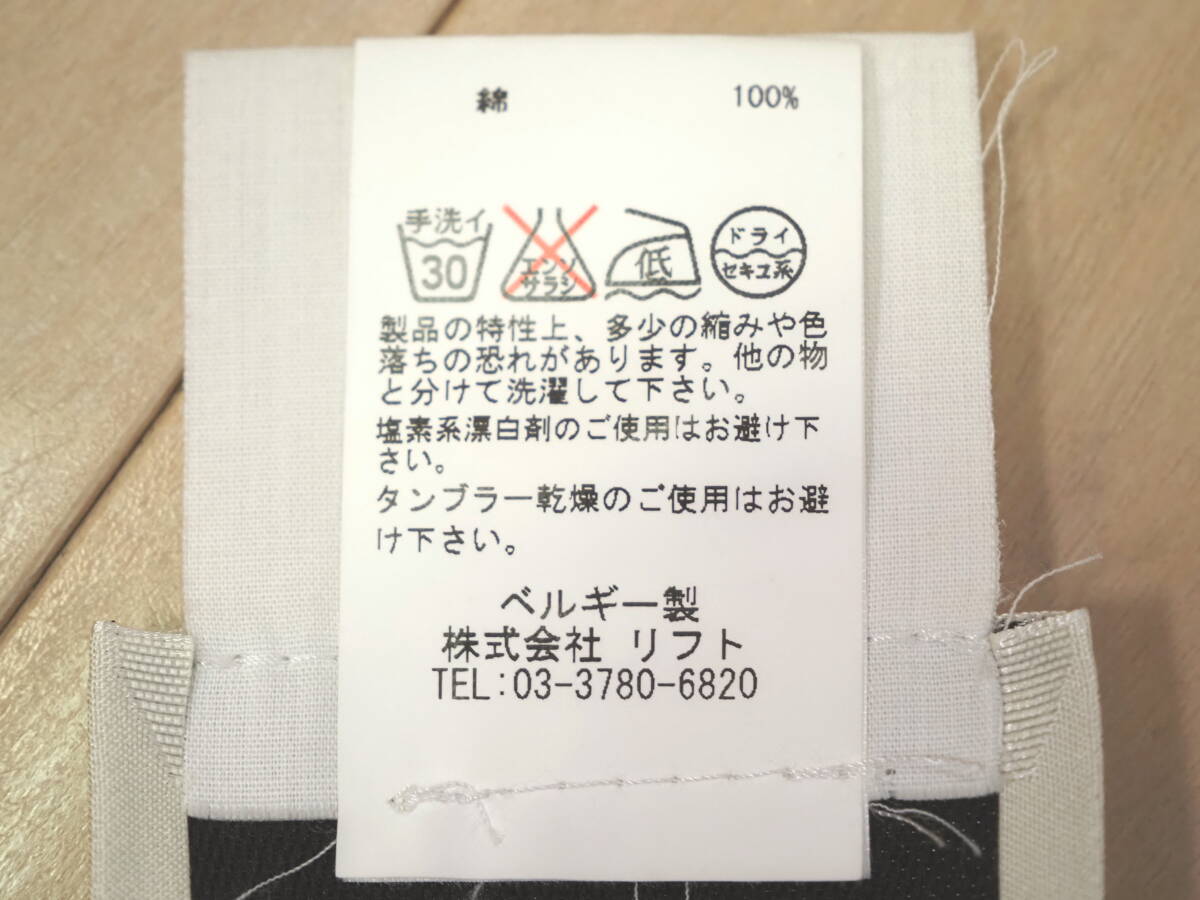 綿 100%
手洗イ 30 エンソサラシ 低 ドライ セキユ系
製品の特性上、多少の縮みや色
落ちの恐れがあります。他の物
と分けて洗濯して下さい。
塩素系漂白剤のご使用はお避け下
さい。
タンブラー乾燥のご使用はお避
け下さい。
ベルギー製
株式会社 リフト
TEL:03-3780-6820